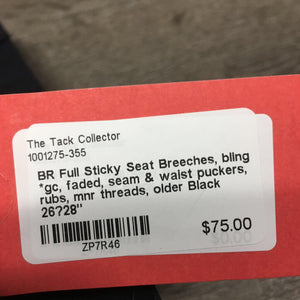 The Tack Collector
1001275-355
BR Full Sticky Seat Breeches, bling
*gc, faded, seam & waist puckers,
rubs, mnr threads, older Black
26?28"
$75.00
ZP7R46